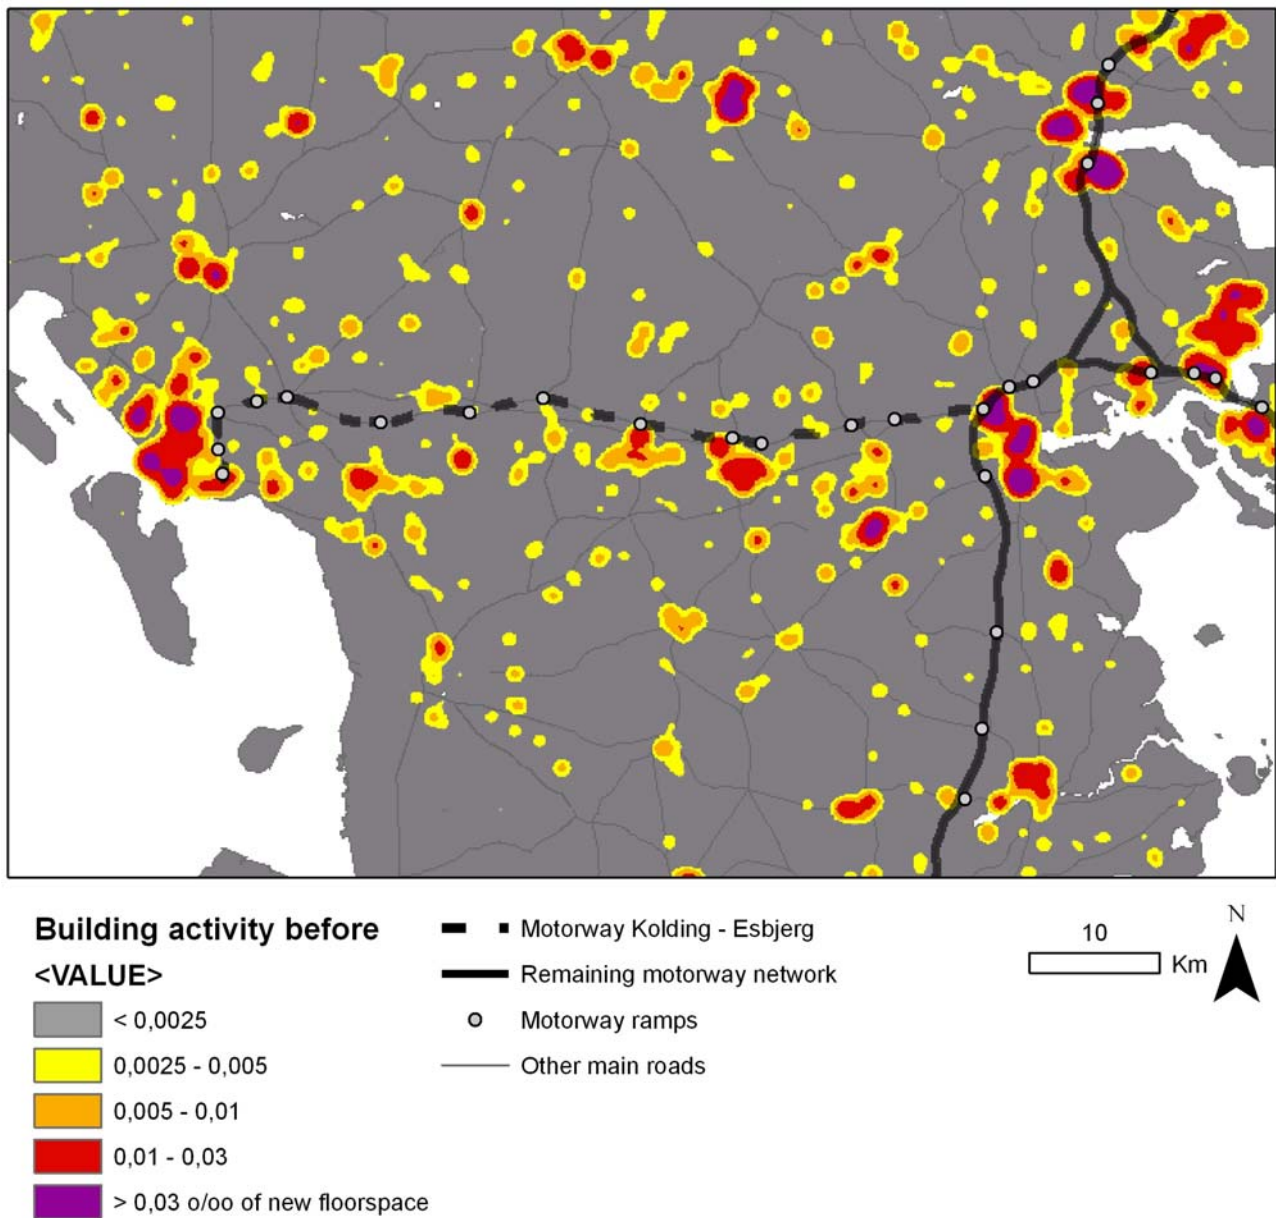 Building activity before
<VALUE>
< 0,0025
0,0025 - 0,005
0,005 - 0,01
0,01 - 0,03
> 0,03 o/oo of new floorspace
Motorway Kolding - Esbjerg
Remaining motorway network
Motorway ramps
Other main roads
10
Km
N